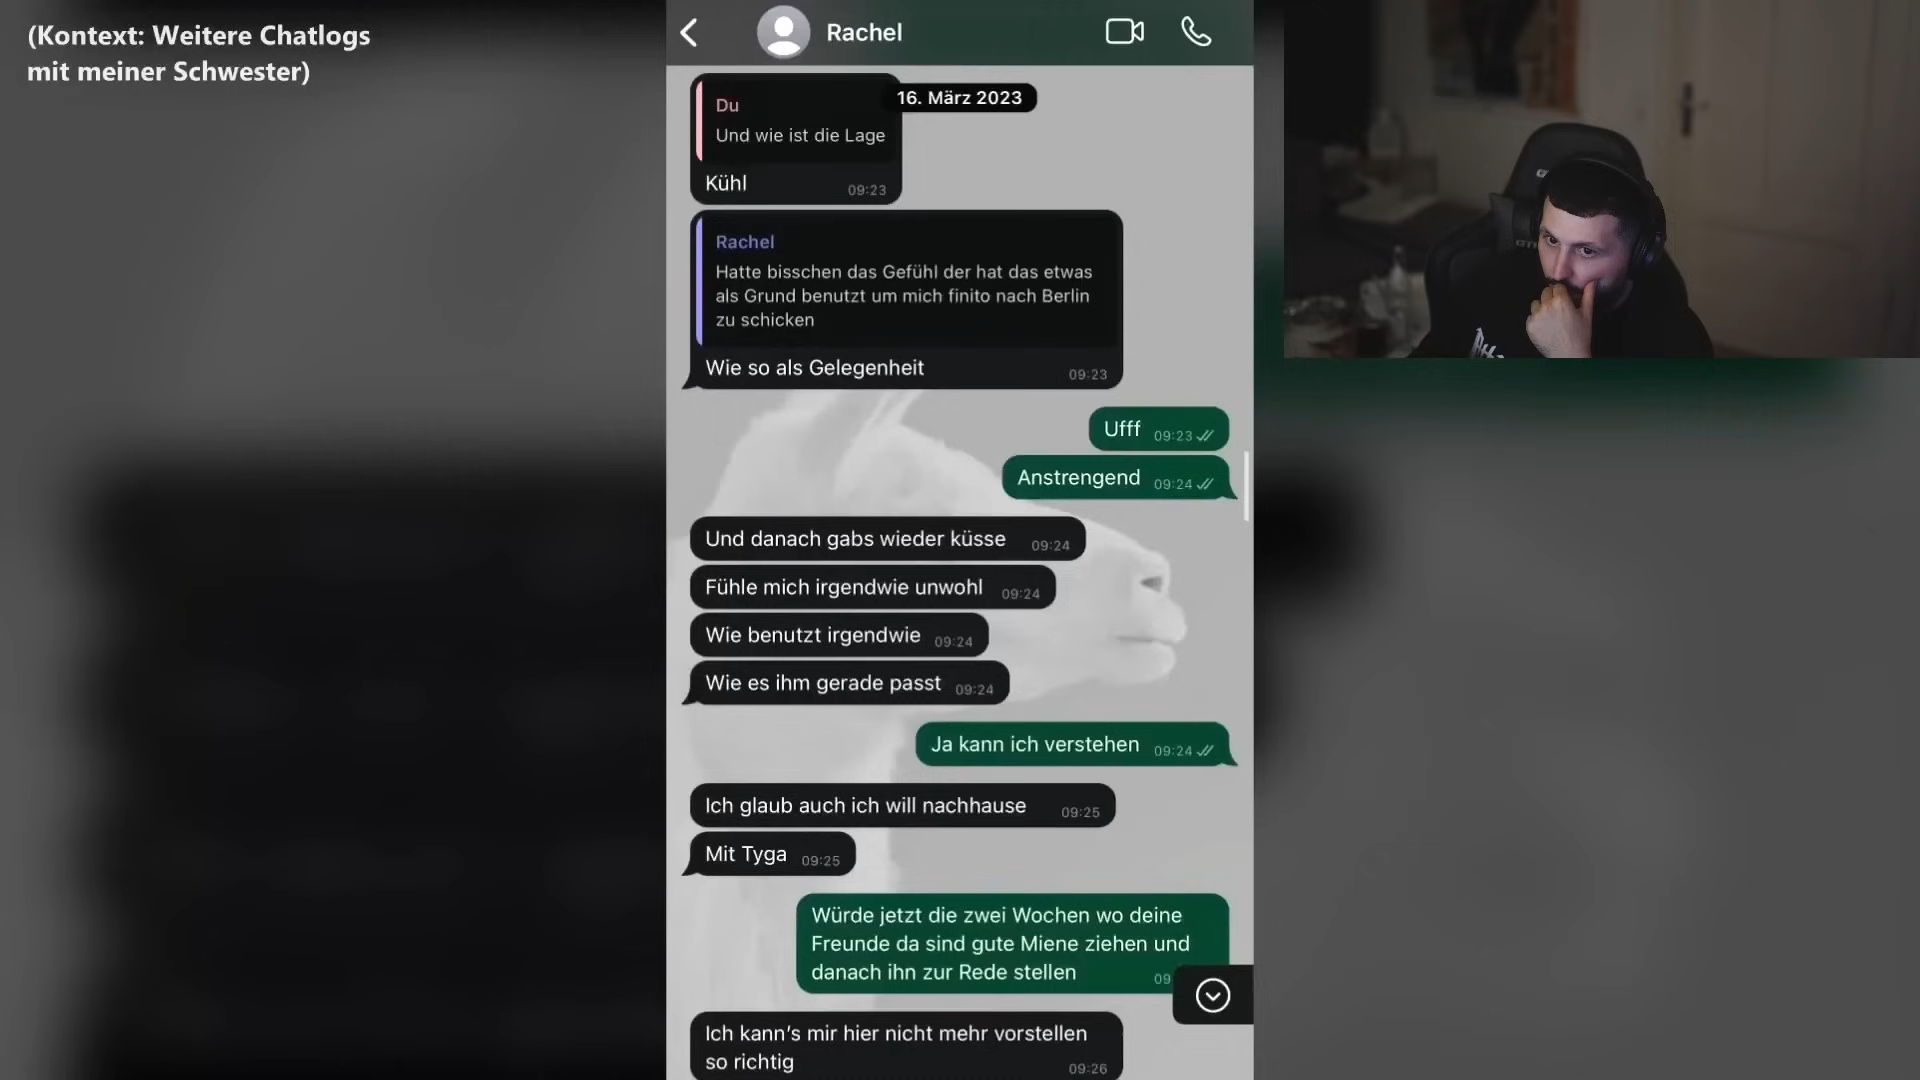 (Kontext: Weitere Chatlogs
mit meiner Schwester)
Rachel
16. März 2023
Du
Und wie ist die Lage
Kühl
09:23
Rachel
Hatte bisschen das Gefühl der hat das etwas
als Grund benutzt um mich finito nach Berlin
zu schicken
Wie so als Gelegenheit
09:23
Ufff 09:23
Anstrengend 09:24
Und danach gabs wieder küsse 09:24
Fühle mich irgendwie unwohl 09:24
Wie benutzt irgendwie 09:24
Wie es ihm gerade passt 09:24
Ja kann ich verstehen 09:24
Ich glaub auch ich will nachhause 09:25
Mit Tyga 09:25
Würde jetzt die zwei Wochen wo deine
Freunde da sind gute Miene ziehen und
danach ihn zur Rede stellen 09
Ich kann's mir hier nicht mehr vorstellen
so richtig 09:26